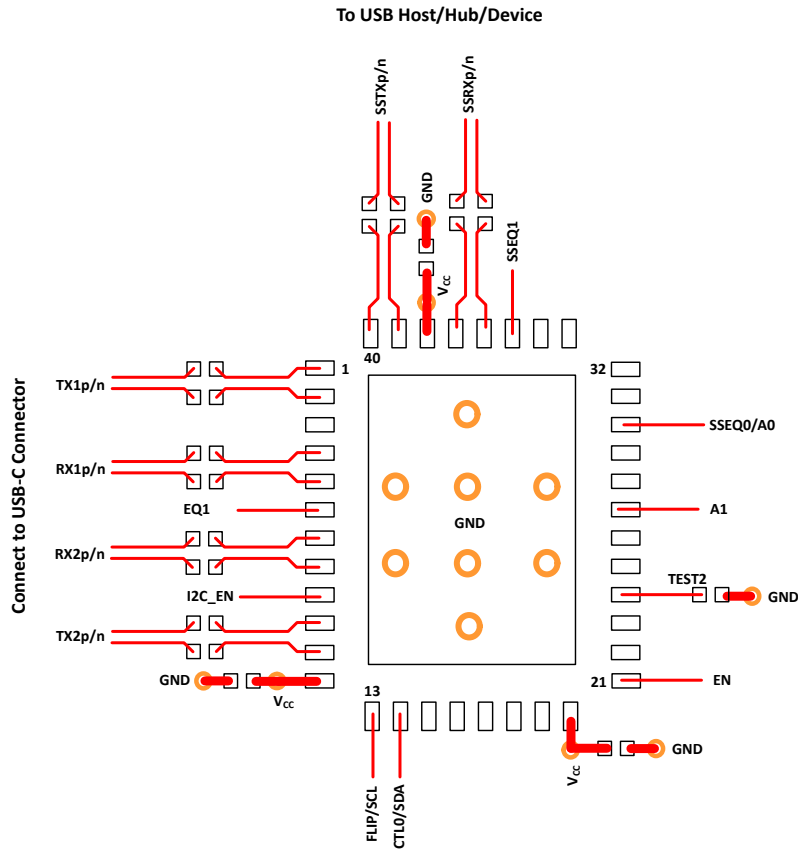 To USB Host/Hub/Device
SSTXp/n
SSRXp/n
GND
SSEQ1
VCC
40
1
32
TX1p/n
SSEQ0/A0
RX1p/n
EQ1
A1
GND
RX2p/n
I2C_EN
TEST2
GND
TX2p/n
GND
VCC
13
21
EN
GND
VCC
FLIP/SCL
CTL0/SDA
Connect to USB-C Connector